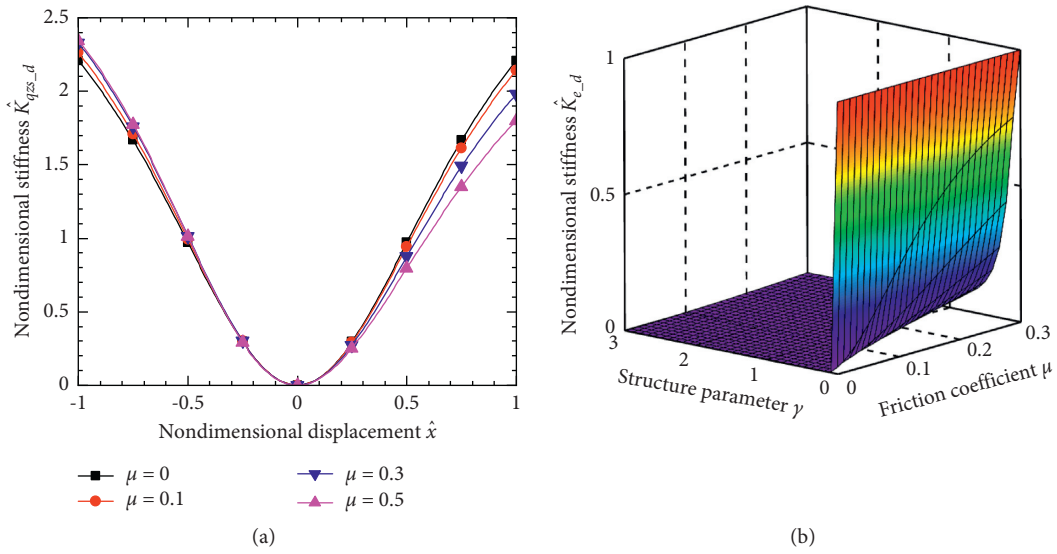 Nondimensional stiffness K̂qzs_d
2.5
2
1.5
1
0.5
0
-1
-0.5
0
0.5
1
Nondimensional displacement x̂
μ = 0
μ = 0.1
μ = 0.3
μ = 0.5
(a)
Nondimensional stiffness K̂e_d
1
0.5
0
3
2
1
0
Structure parameter γ
0
0.1
0.2
0.3
Friction coefficient μ
(b)